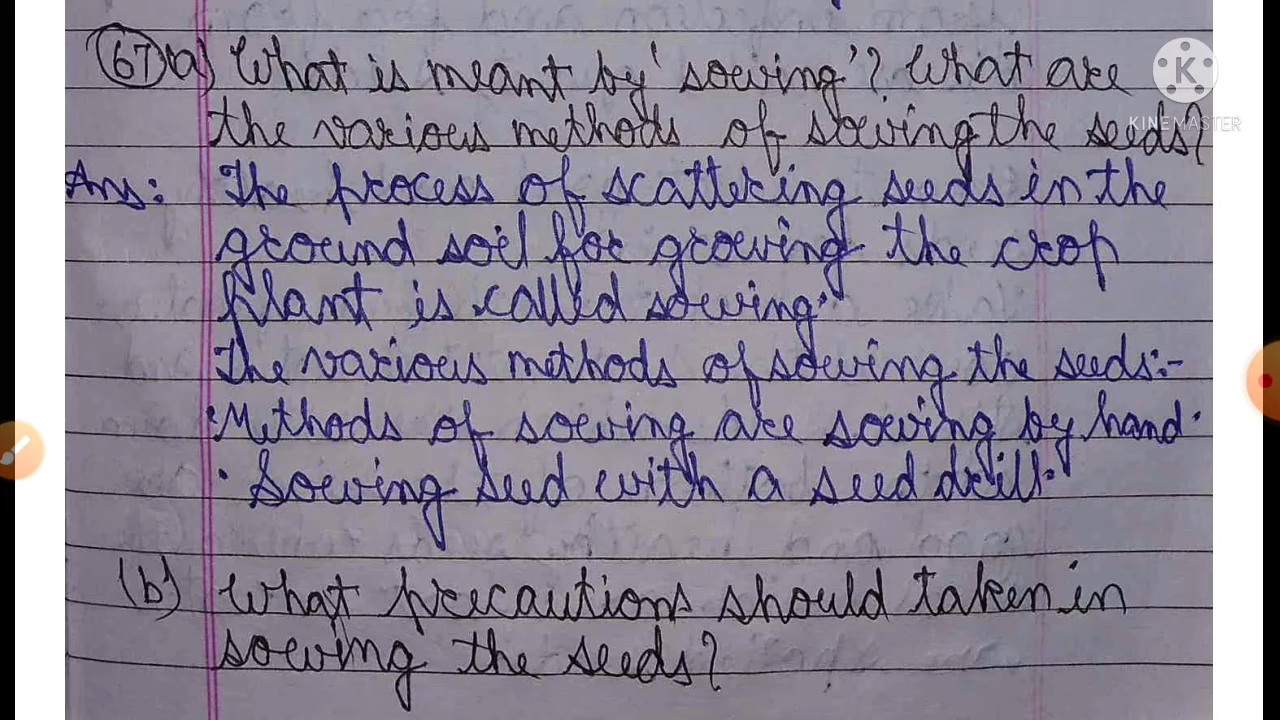 67) a) What is meant by 'sowing'? What are
the various methods of sowing the seeds?
Ans: The process of scattering seeds in the
ground soil for growing the crop
plant is called sowing.
The various methods of sowing the seeds:-
• Methods of sowing are sowing by hand.
• Sowing seed with a seed drill.
(b) What precautions should taken in
sowing the seeds?
K
KINEMASTER